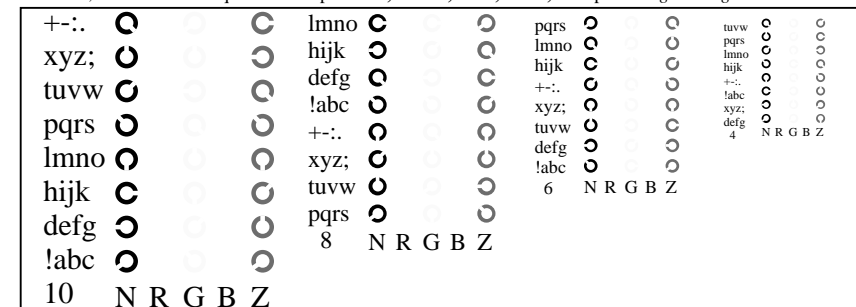 +-:.
xyz;
tuvw
pqrs
lmno
hijk
defg
!abc
10 N R G B Z
lmno
hijk
defg
!abc
+-:.
xyz;
tuvw
pqrs
8 N R G B Z
pqrs
lmno
hijk
+-:.
xyz;
tuvw
defg
!abc
6 N R G B Z
tuvw
pqrs
lmno
hijk
+-:.
!abc
xyz;
defg
4 N R G B Z